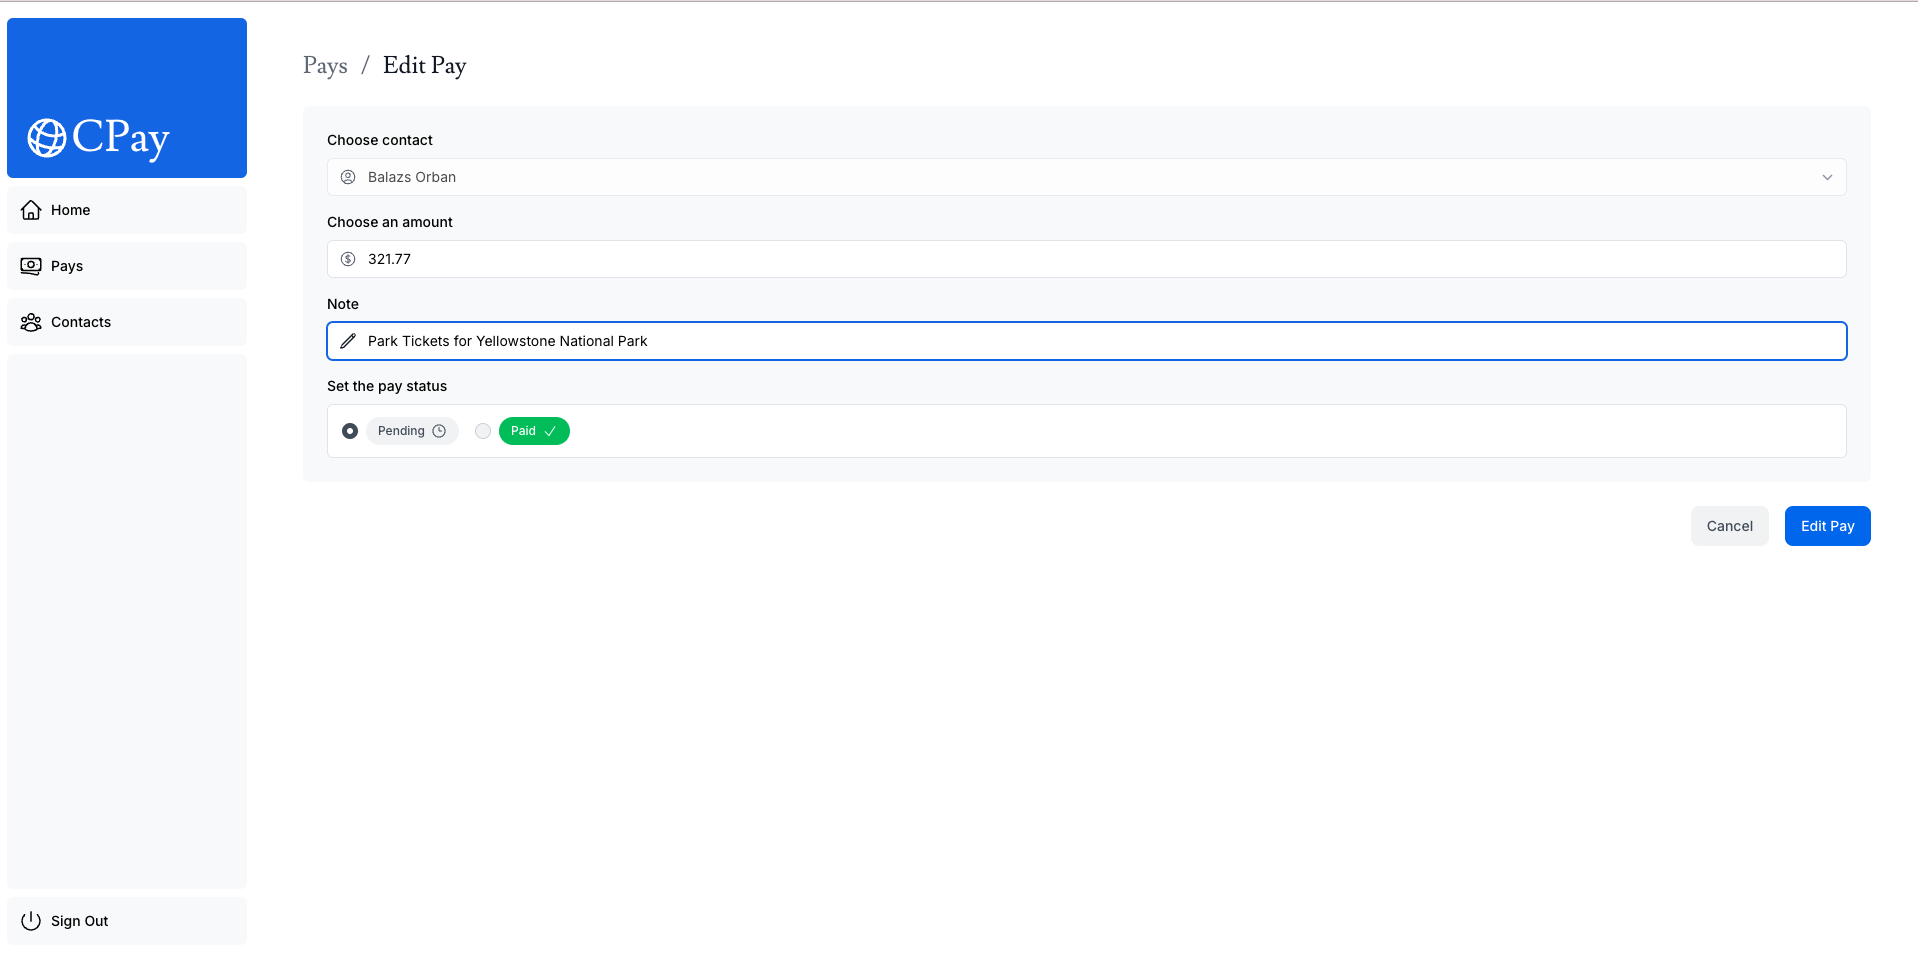 CPay
Home
Pays
Contacts
Sign Out
Pays / Edit Pay
Choose contact
Balazs Orban
Choose an amount
321.77
Note
Park Tickets for Yellowstone National Park
Set the pay status
Pending Paid
Cancel Edit Pay